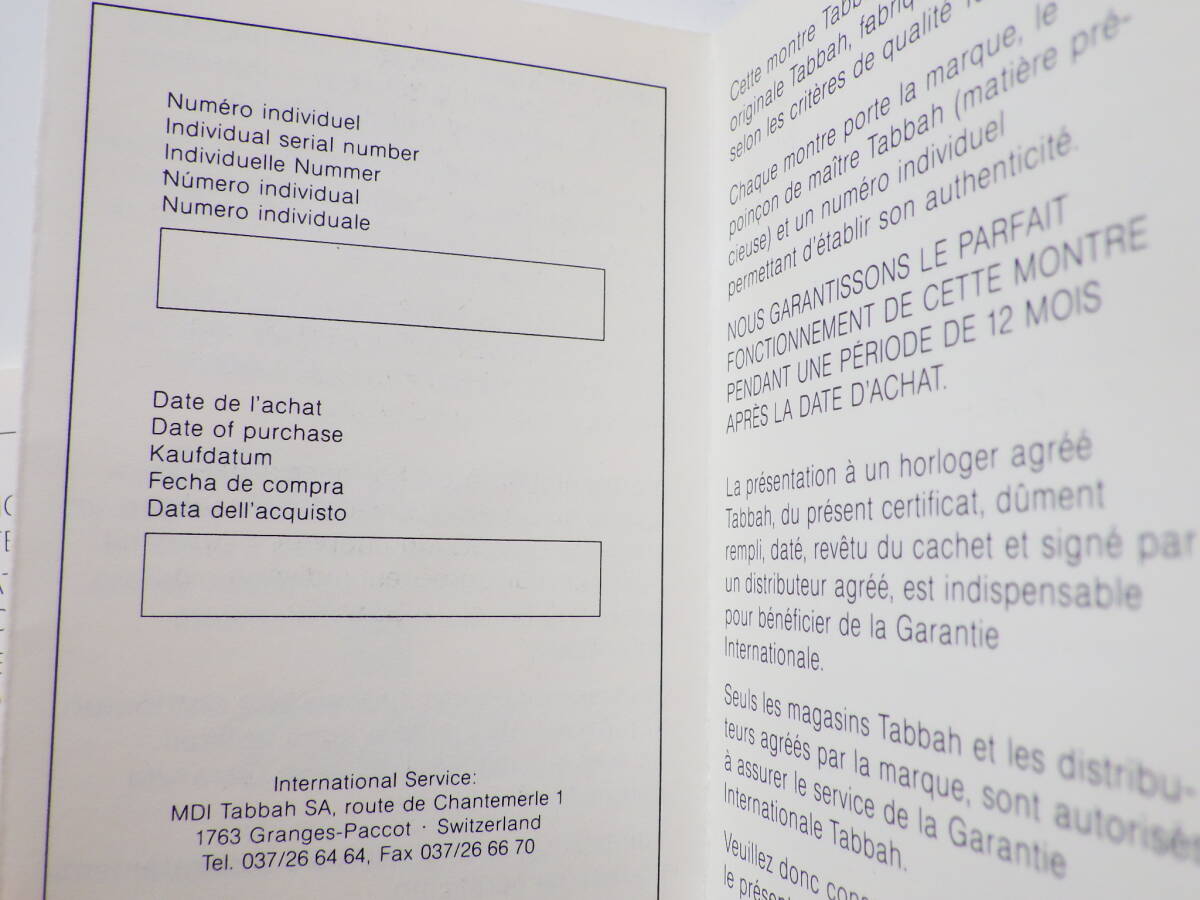 Numéro individuel
Individual serial number
Individuelle Nummer
Número individual
Numero individuale
Date de l'achat
Date of purchase
Kaufdatum
Fecha de compra
Data dell'acquisto
International Service:
MDI Tabbah SA, route de Chantemerle 1
1763 Granges-Paccot · Switzerland
Tel. 037/26 64 64, Fax 037/26 66 70
Cette montre
originale Tabbah,
selon les critères de qualité
Chaque montre porte la marque, le
poinçon de maître Tabbah (matière pré-
cieuse) et un numéro individuel
permettant d'établir son authenticité.
NOUS GARANTISSONS LE PARFAIT
FONCTIONNEMENT DE CETTE MONTRE
PENDANT UNE PÉRIODE DE 12 MOIS
APRÈS LA DATE D'ACHAT.
La présentation à un horloger agréé
Tabbah, du présent certificat, dûment
rempli, daté, revêtu du cachet et signé par
un distributeur agréé, est indispensable
pour bénéficier de la Garantie
Internationale.
Seuls les magasins Tabbah et les distribu-
teurs agréés par la marque, sont autorisés
à assurer le service de la Garantie
Internationale Tabbah.
Veuillez donc
le